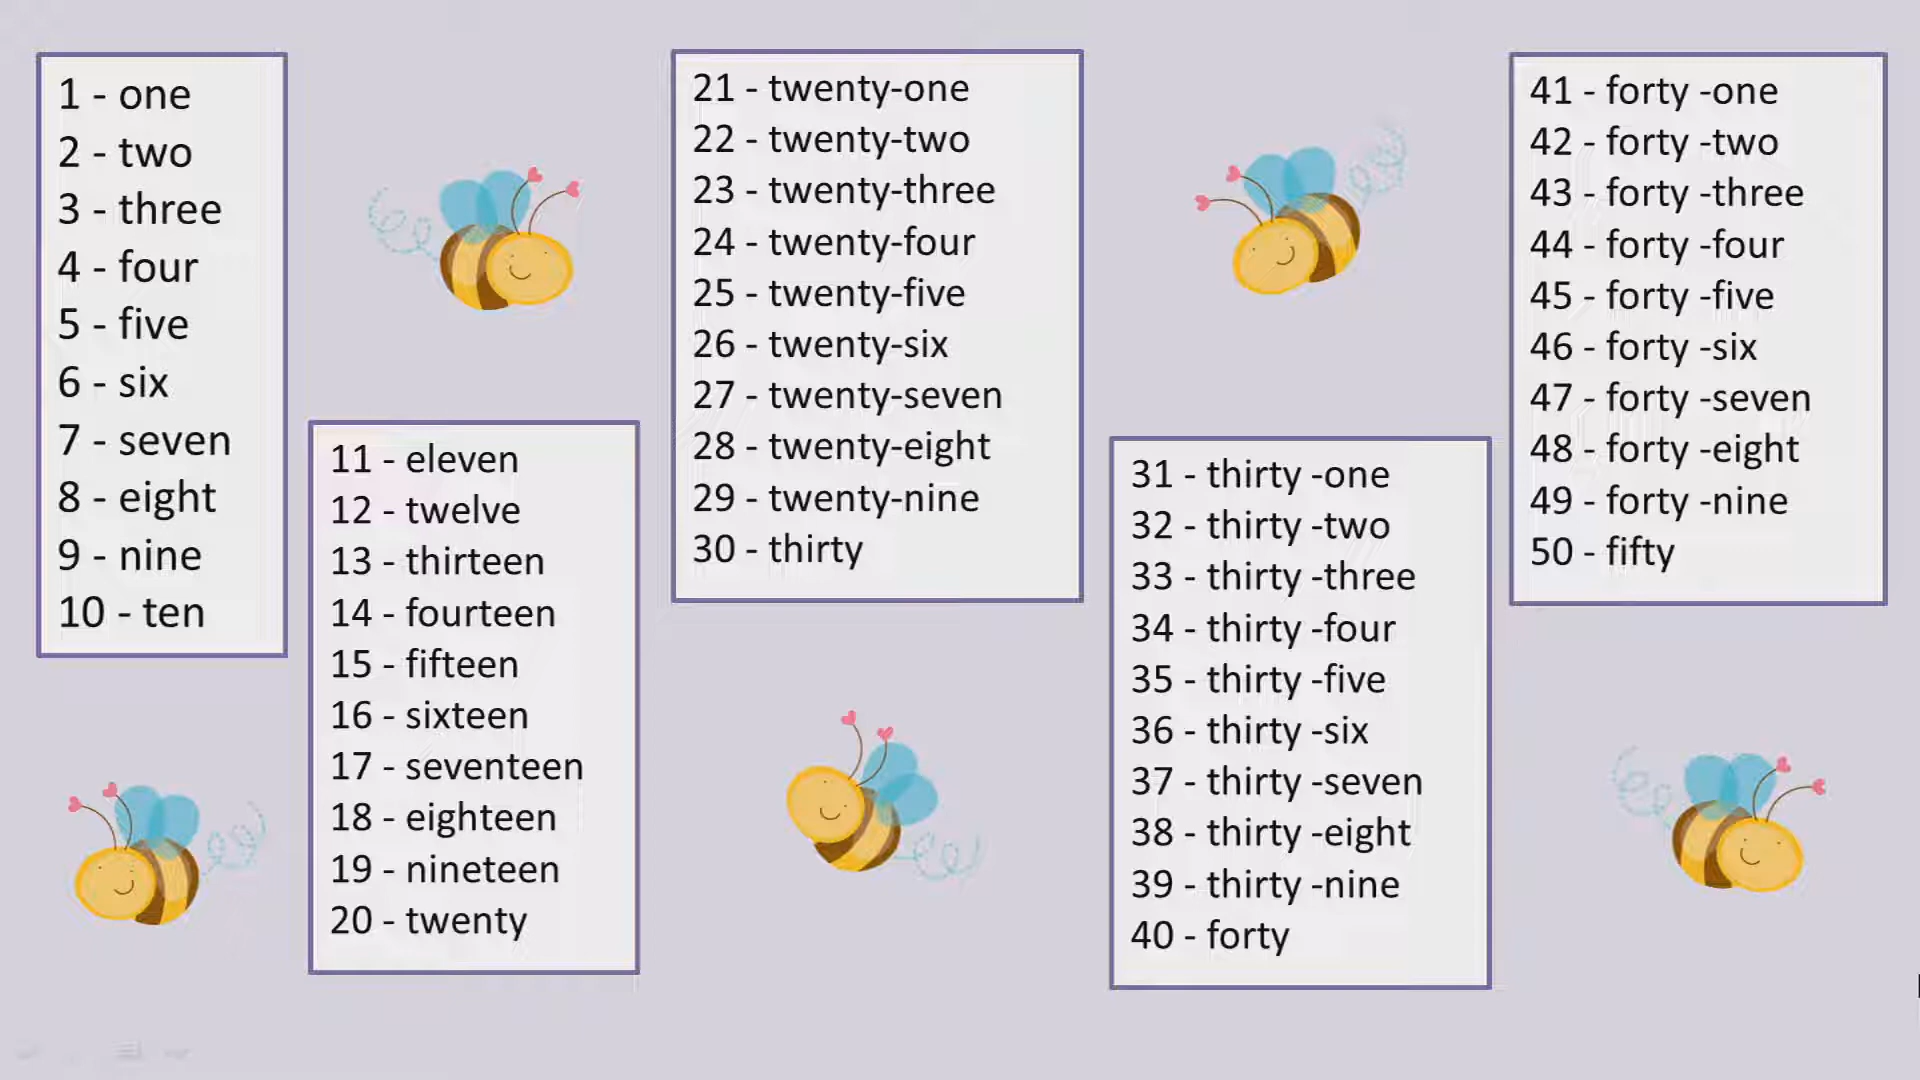 1 - one
2 - two
3 - three
4 - four
5 - five
6 - six
7 - seven
8 - eight
9 - nine
10 - ten
11 - eleven
12 - twelve
13 - thirteen
14 - fourteen
15 - fifteen
16 - sixteen
17 - seventeen
18 - eighteen
19 - nineteen
20 - twenty
21 - twenty-one
22 - twenty-two
23 - twenty-three
24 - twenty-four
25 - twenty-five
26 - twenty-six
27 - twenty-seven
28 - twenty-eight
29 - twenty-nine
30 - thirty
31 - thirty -one
32 - thirty -two
33 - thirty -three
34 - thirty -four
35 - thirty -five
36 - thirty -six
37 - thirty -seven
38 - thirty -eight
39 - thirty -nine
40 - forty
41 - forty -one
42 - forty -two
43 - forty -three
44 - forty -four
45 - forty -five
46 - forty -six
47 - forty -seven
48 - forty -eight
49 - forty -nine
50 - fifty